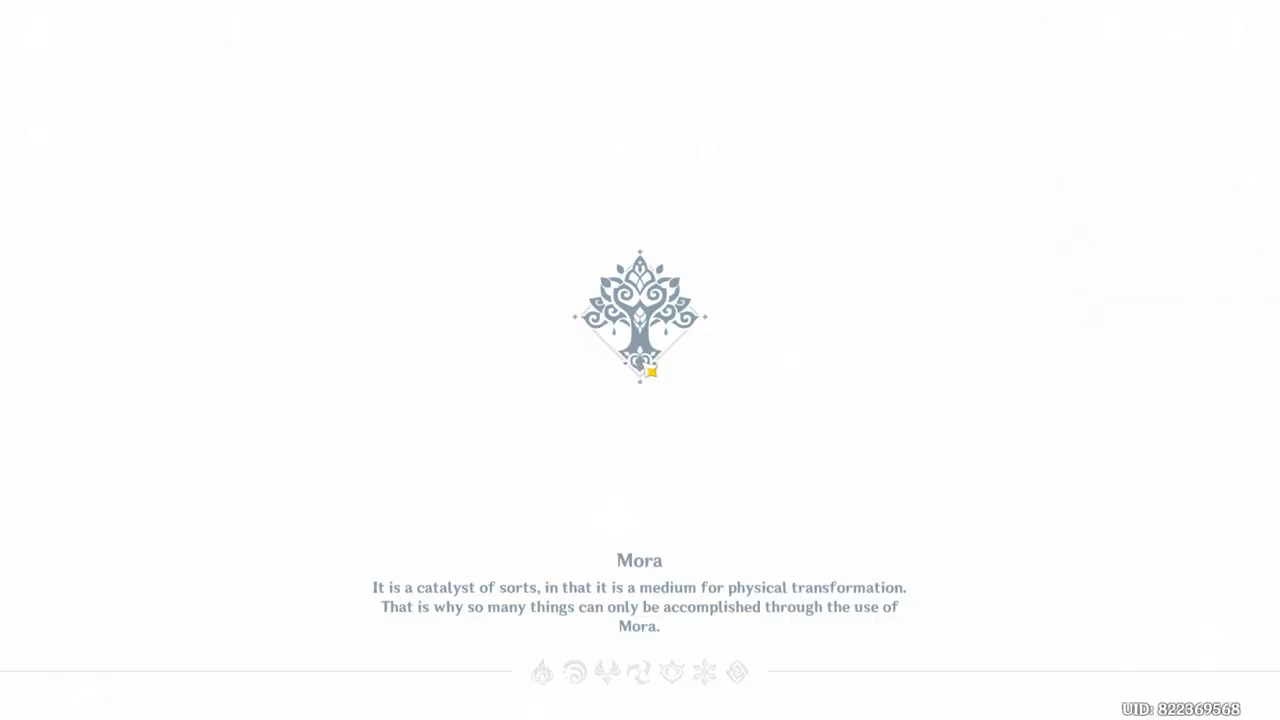 Mora
It is a catalyst of sorts, in that it is a medium for physical transformation.
That is why so many things can only be accomplished through the use of
Mora.
UID: 822369568